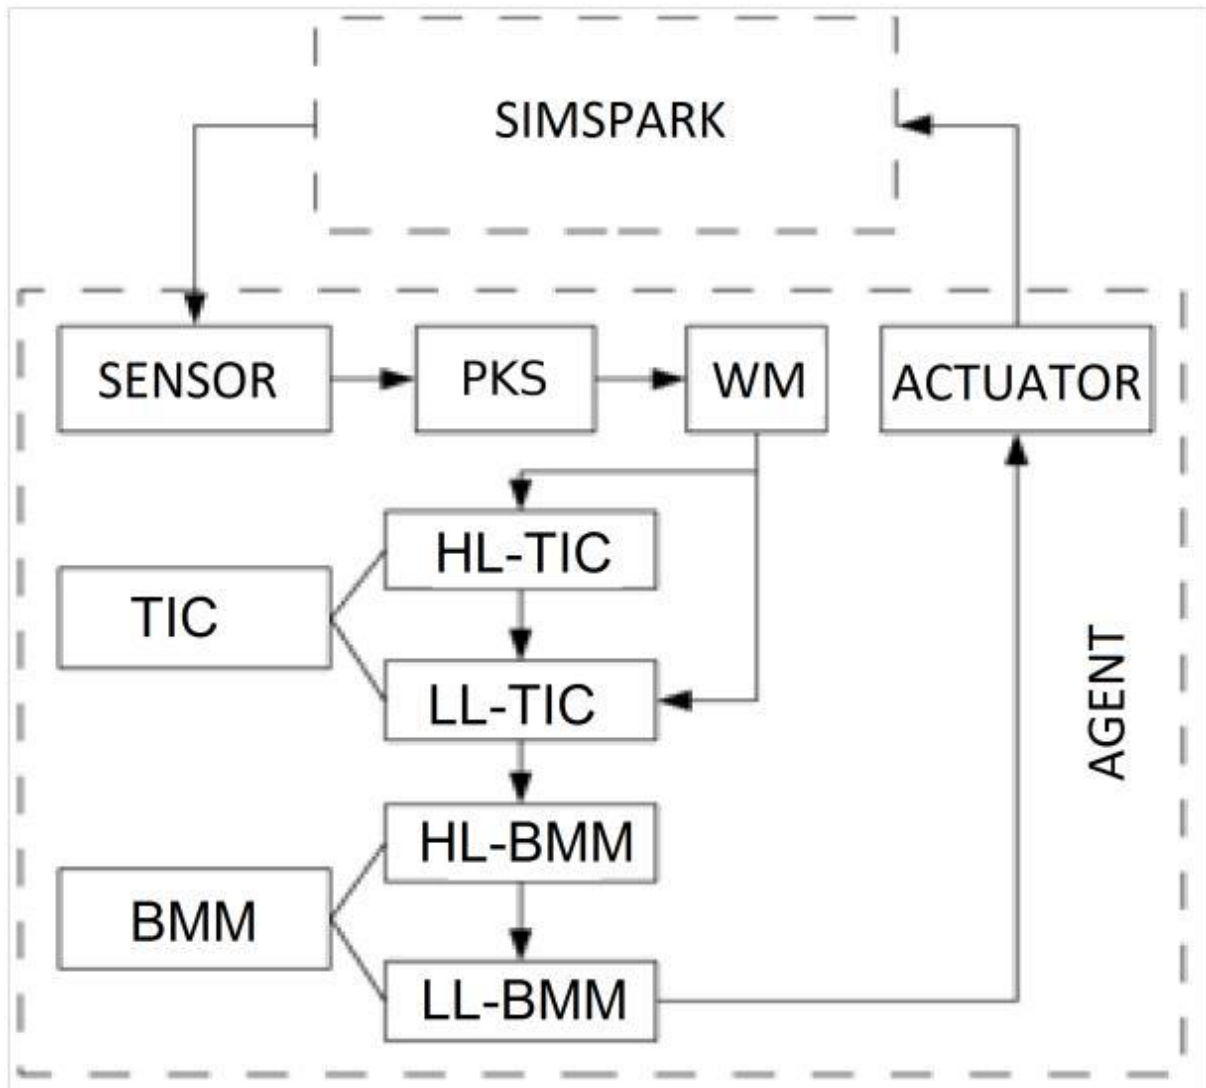 SIMSPARK
SENSOR
PKS
WM
ACTUATOR
HL-TIC
TIC
LL-TIC
AGENT
HL-BMM
BMM
LL-BMM